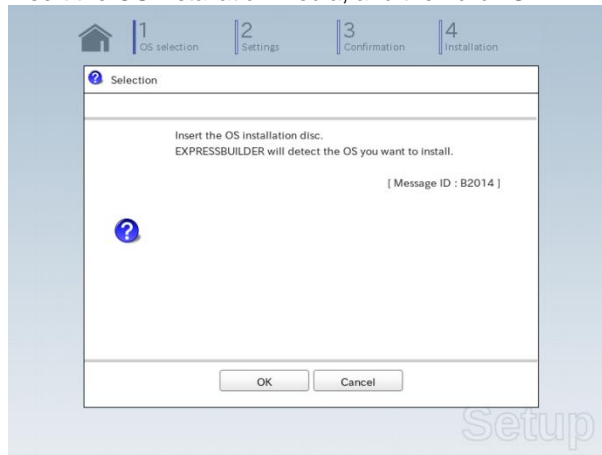 1
OS selection
2
Settings
3
Confirmation
4
Installation
Selection
Insert the OS installation disc.
EXPRESSBUILDER will detect the OS you want to install.
[ Message ID : B2014 ]
OK
Cancel
Setup